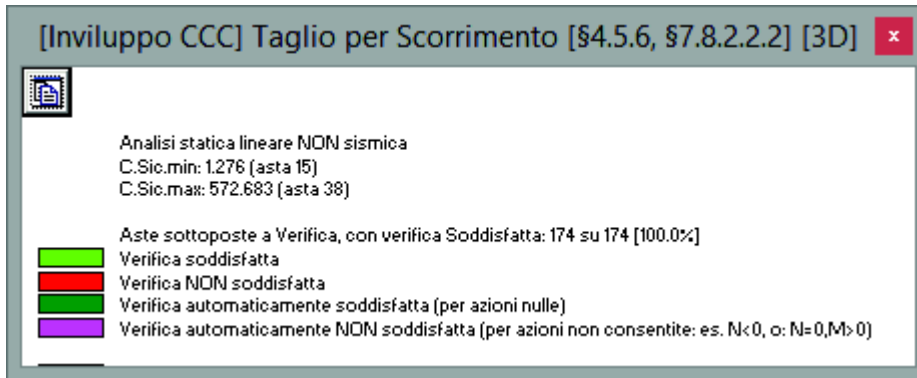 [Inviluppo CCC] Taglio per Scorrimento [§4.5.6, §7.8.2.2.2] [3D] x
Analisi statica lineare NON sismica
C.Sic.min: 1.276 (asta 15)
C.Sic.max: 572.683 (asta 38)
Aste sottoposte a Verifica, con verifica Soddisfatta: 174 su 174 [100.0%]
Verifica soddisfatta
Verifica NON soddisfatta
Verifica automaticamente soddisfatta (per azioni nulle)
Verifica automaticamente NON soddisfatta (per azioni non consentite: es. N<0, o: N=0,M>0)